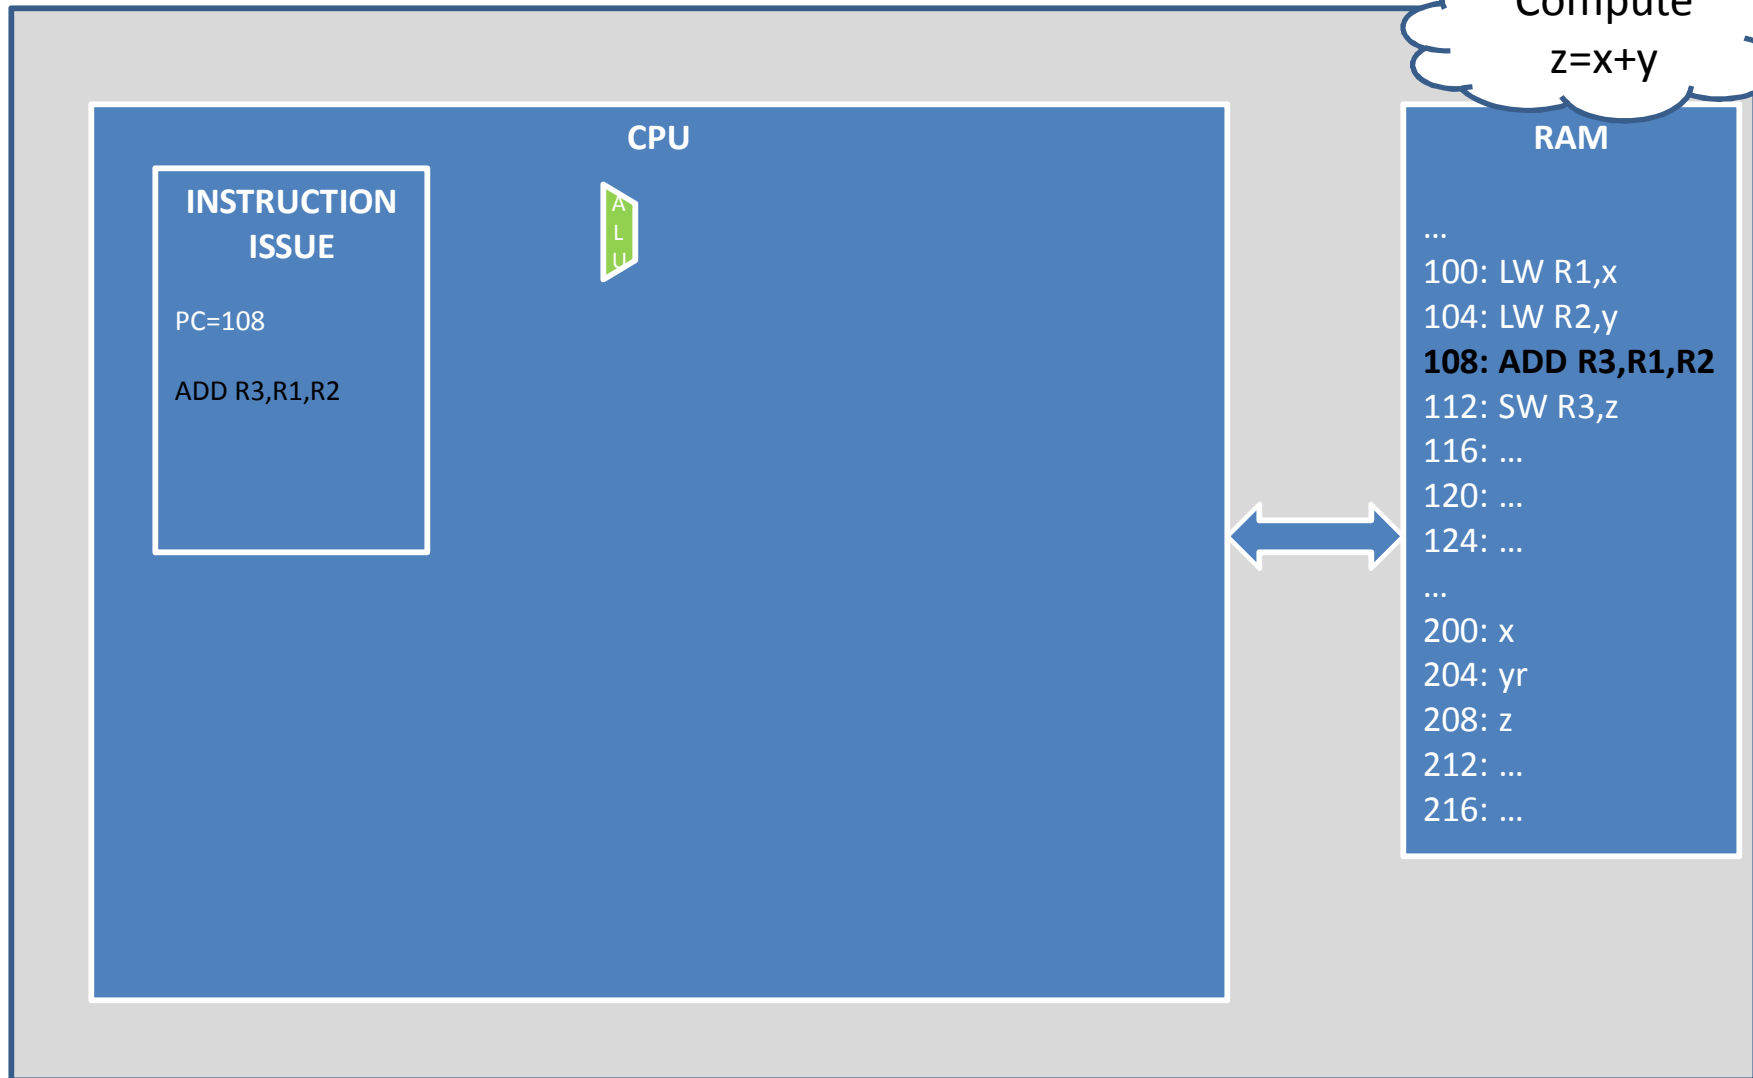 Compute
z=x+y
CPU
INSTRUCTION
ISSUE
PC=108
ADD R3,R1,R2
A
L
U
RAM
...
100: LW R1,x
104: LW R2,y
108: ADD R3,R1,R2
112: SW R3,z
116: ...
120: ...
124: ...
...
200: x
204: yr
208: z
212: ...
216: ...